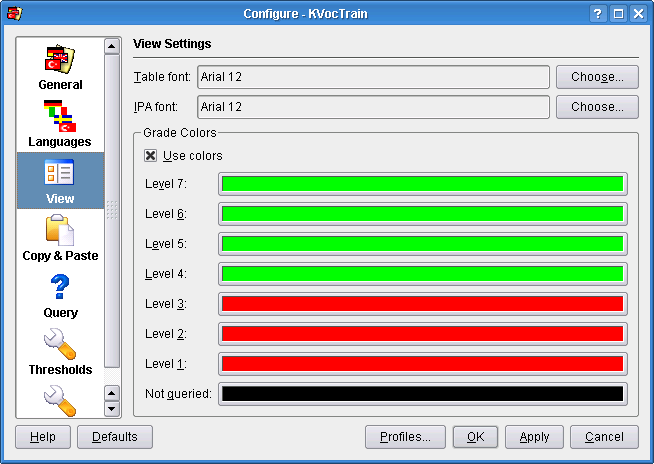 Configure - KVocTrain
General
Languages
View
Copy & Paste
Query
Thresholds
View Settings
Table font: Arial 12 Choose...
IPA font: Arial 12 Choose...
Grade Colors
Use colors
Level 7:
Level 6:
Level 5:
Level 4:
Level 3:
Level 2:
Level 1:
Not queried:
Help Defaults Profiles... OK Apply Cancel